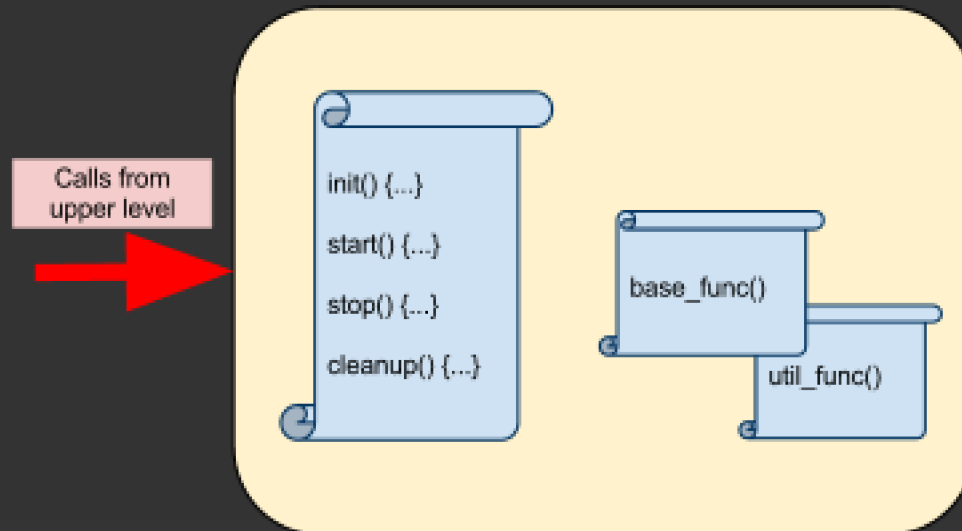 Calls from
upper level
init() {...}
start() {...}
stop() {...}
cleanup() {...}
base_func()
util_func()